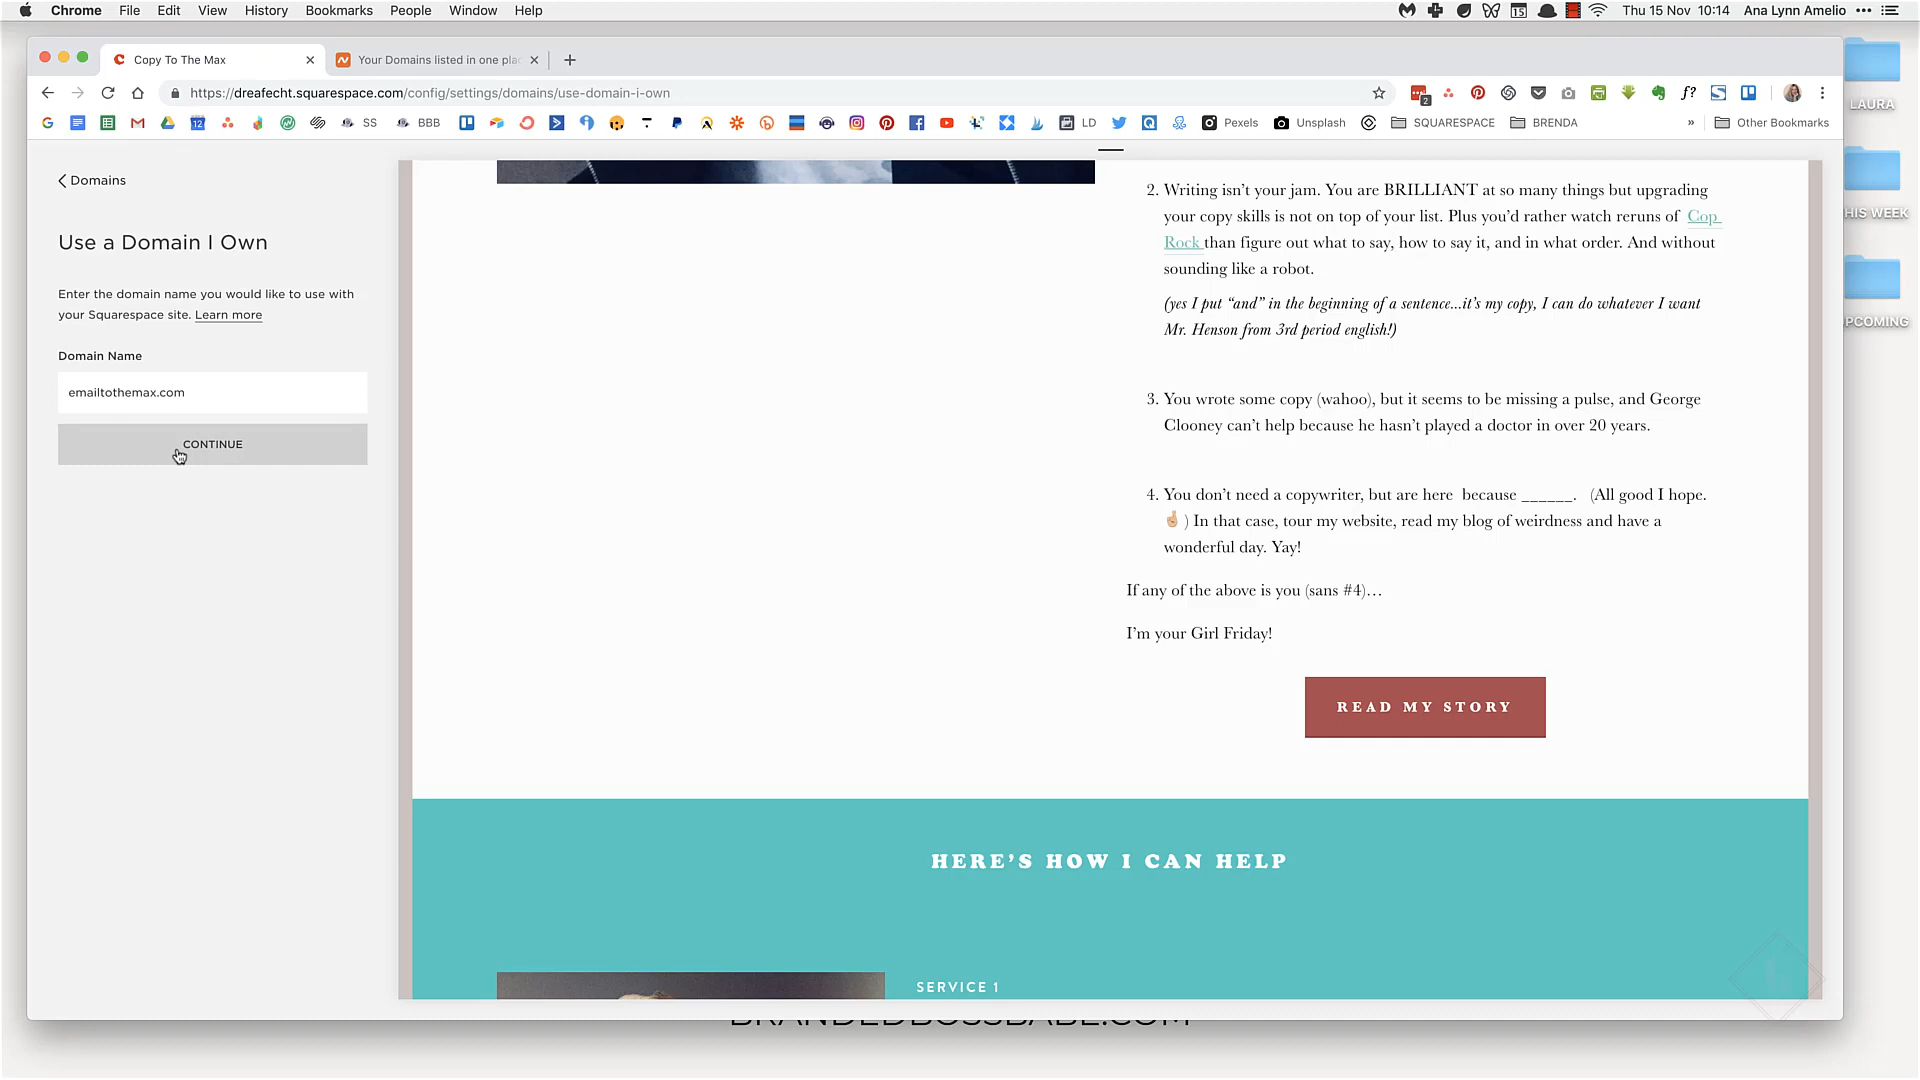 Chrome File Edit View History Bookmarks People Window Help
15 Thu 15 Nov 10:14 Ana Lynn Amelio
Copy To The Max
Your Domains listed in one pla
https://dreafecht.squarespace.com/config/settings/domains/use-domain-i-own
2
f?
12 SS BBB LD Pexels Unsplash SQUARESPACE BRENDA » Other Bookmarks
LAURA
Domains
Use a Domain I Own
Enter the domain name you would like to use with
your Squarespace site. Learn more
Domain Name
emailtothemax.com
CONTINUE
2. Writing isn’t your jam. You are BRILLIANT at so many things but upgrading
your copy skills is not on top of your list. Plus you’d rather watch reruns of Cop
Rock than figure out what to say, how to say it, and in what order. And without
sounding like a robot.
(yes I put “and” in the beginning of a sentence...it’s my copy, I can do whatever I want
Mr. Henson from 3rd period english!)
3. You wrote some copy (wahoo), but it seems to be missing a pulse, and George
Clooney can’t help because he hasn’t played a doctor in over 20 years.
4. You don’t need a copywriter, but are here because ______. (All good I hope.
) In that case, tour my website, read my blog of weirdness and have a
wonderful day. Yay!
If any of the above is you (sans #4)…
I’m your Girl Friday!
READ MY STORY
HERE’S HOW I CAN HELP
SERVICE 1
HIS WEEK
PCOMING
BRANDEDBOSSBABE.COM